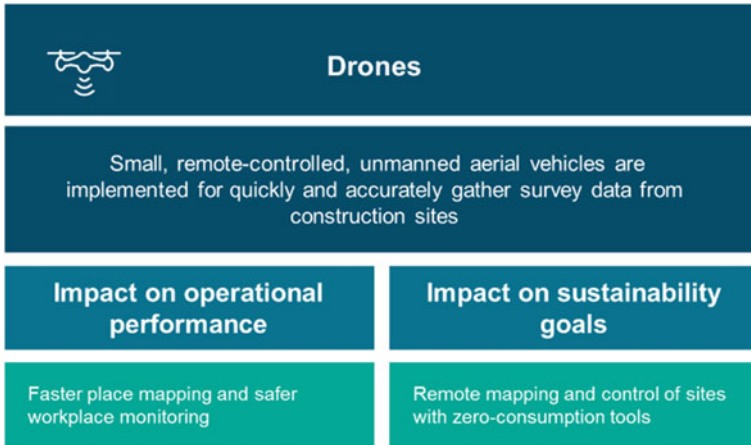 Drones
Small, remote-controlled, unmanned aerial vehicles are
implemented for quickly and accurately gather survey data from
construction sites
Impact on operational
performance
Impact on sustainability
goals
Faster place mapping and safer
workplace monitoring
Remote mapping and control of sites
with zero-consumption tools